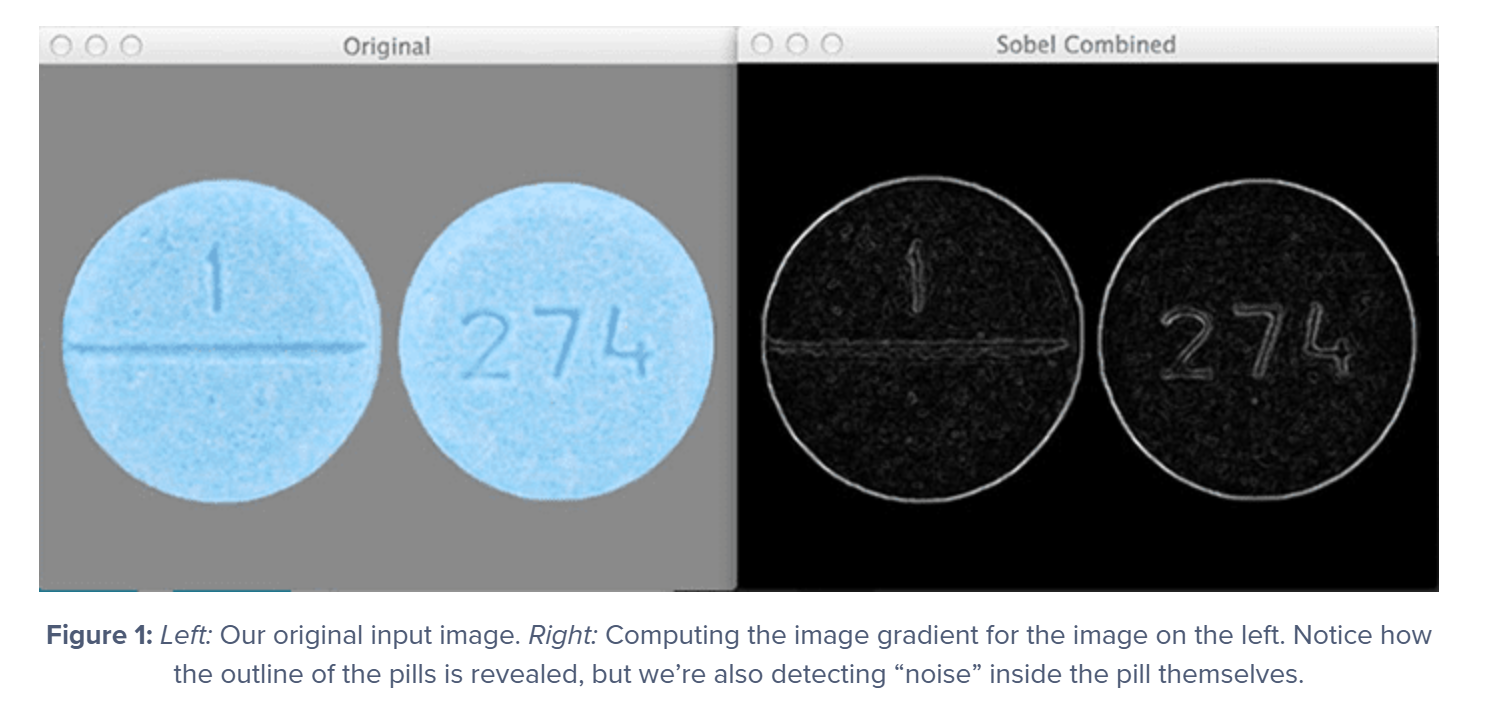 Original
Sobel Combined
1
274
1
274
Figure 1: Left: Our original input image. Right: Computing the image gradient for the image on the left. Notice how
the outline of the pills is revealed, but we’re also detecting “noise” inside the pill themselves.